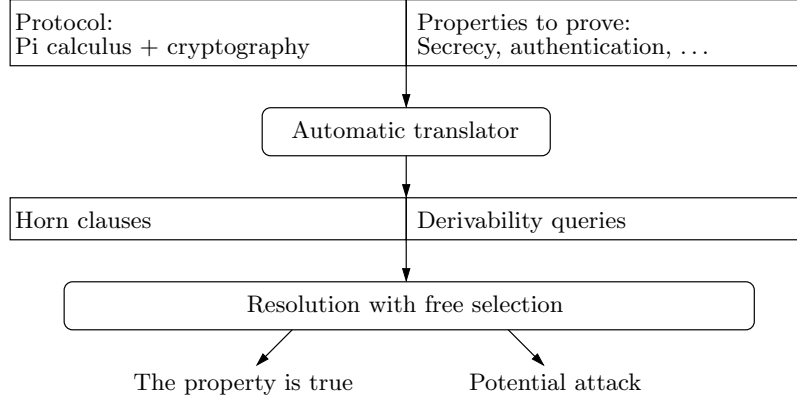 Protocol:
Pi calculus + cryptography
Properties to prove:
Secrecy, authentication, …
Automatic translator
Horn clauses
Derivability queries
Resolution with free selection
The property is true
Potential attack